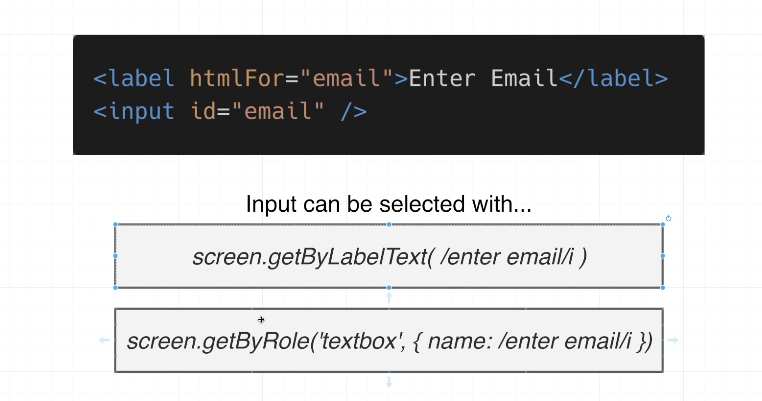 <label htmlFor="email">Enter Email</label>
<input id="email" />
Input can be selected with...
screen.getByLabelText( /enter email/i )
screen.getByRole('textbox', { name: /enter email/i })